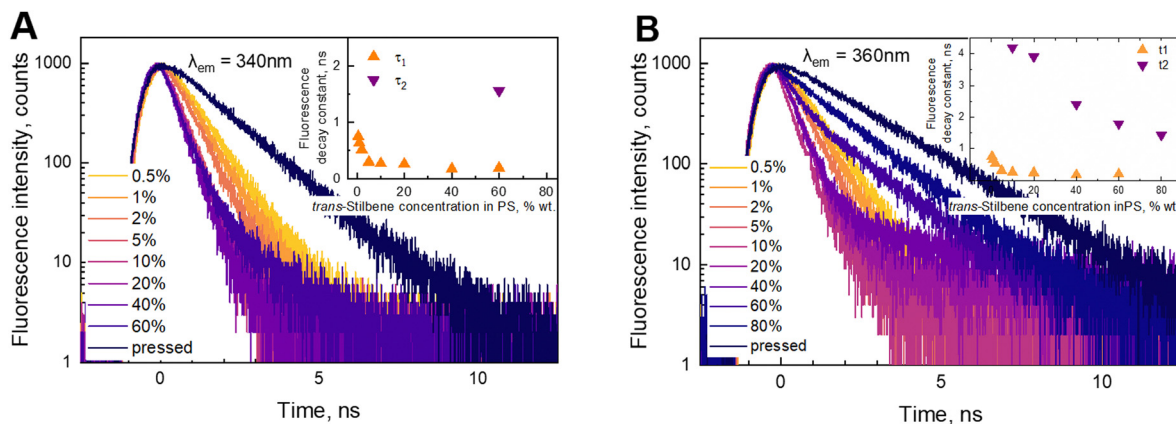 A
Fluorescence intensity, counts
1000
100
10
1
λem = 340nm
0.5%
1%
2%
5%
10%
20%
40%
60%
pressed
0
5
10
Time, ns
Fluorescence
decay constant, ns
2
1
0
τ1
τ2
0 20 40 60 80
trans-Stilbene concentration in PS, % wt.
B
Fluorescence intensity, counts
1000
100
10
1
λem = 360nm
0.5%
1%
2%
5%
10%
20%
40%
60%
80%
pressed
0
5
10
Time, ns
Fluorescence
decay constant, ns
4
3
2
1
t1
t2
20 40 60 80
trans-Stilbene concentration inPS, % wt.